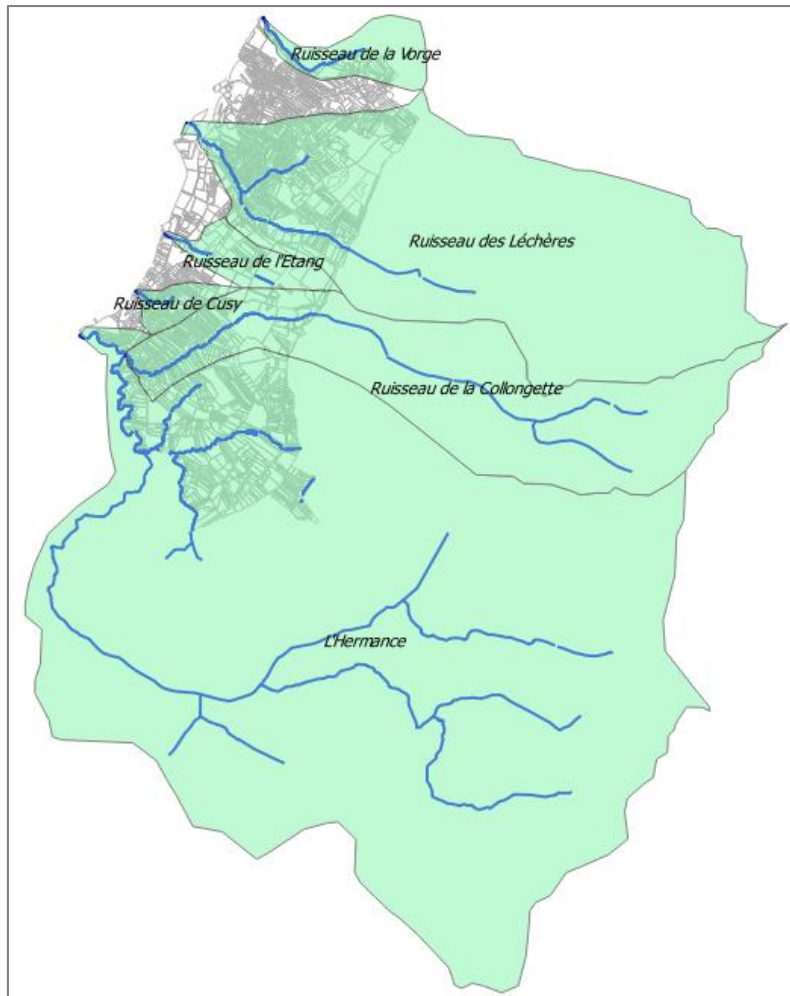 Ruisseau de la Vorge
Ruisseau des Léchères
Ruisseau de l'Etang
Ruisseau de Cusy
Ruisseau de la Collongette
L'Hermance